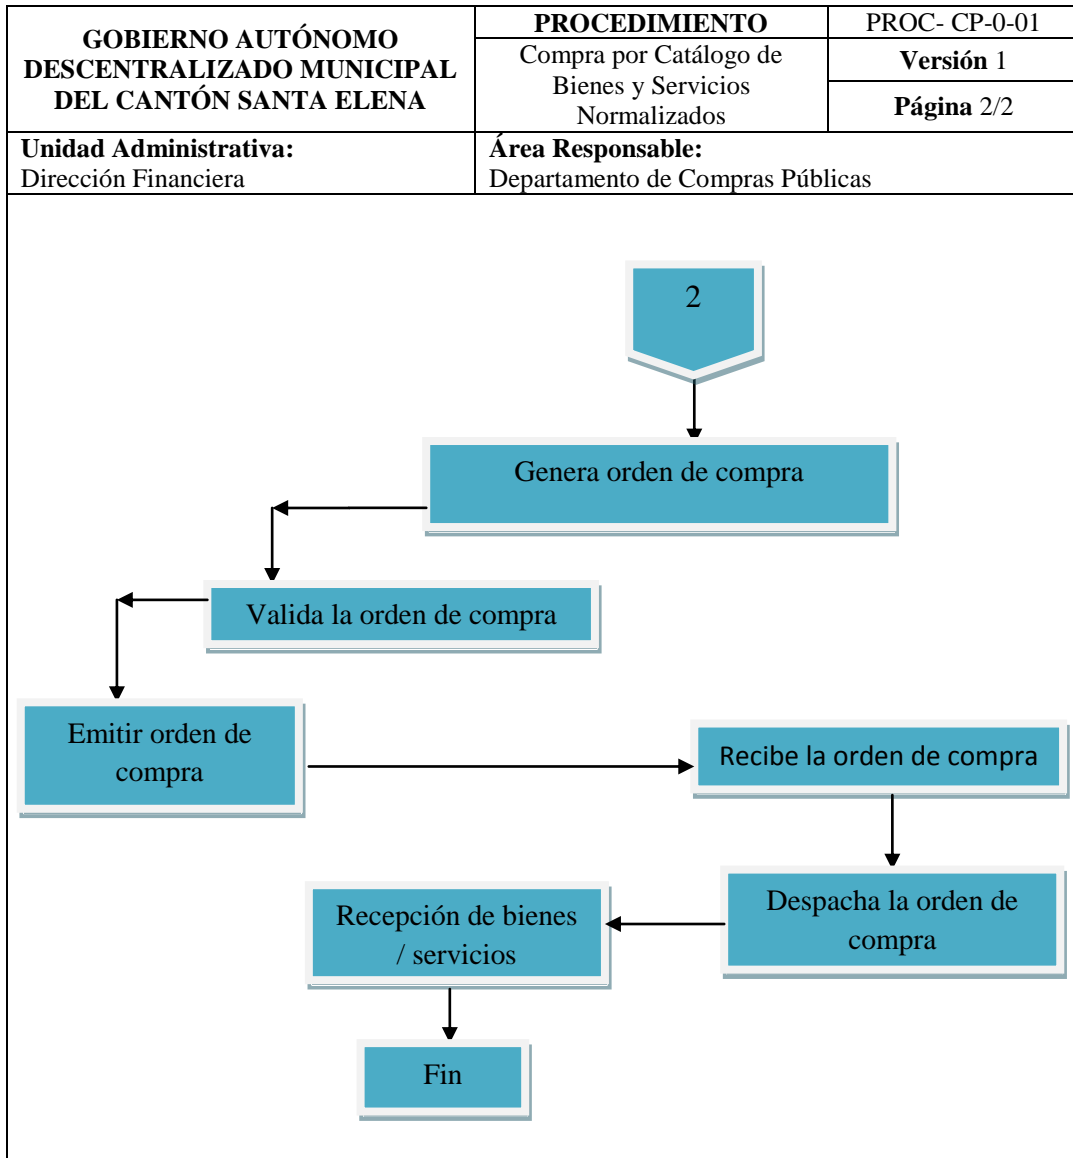 GOBIERNO AUTÓNOMO
DESCENTRALIZADO MUNICIPAL
DEL CANTÓN SANTA ELENA
PROCEDIMIENTO
PROC- CP-0-01
Compra por Catálogo de
Bienes y Servicios
Normalizados
Versión 1
Página 2/2
Unidad Administrativa:
Dirección Financiera
Área Responsable:
Departamento de Compras Públicas
2
Genera orden de compra
Valida la orden de compra
Emitir orden de
compra
Recibe la orden de compra
Despacha la orden de
compra
Recepción de bienes
/ servicios
Fin